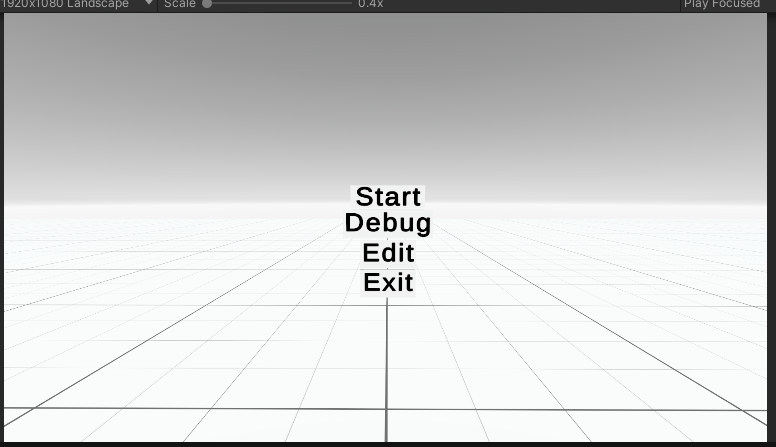 1920x1080 Landscape Scale 0.4x Play Focused
Start
Debug
Edit
Exit